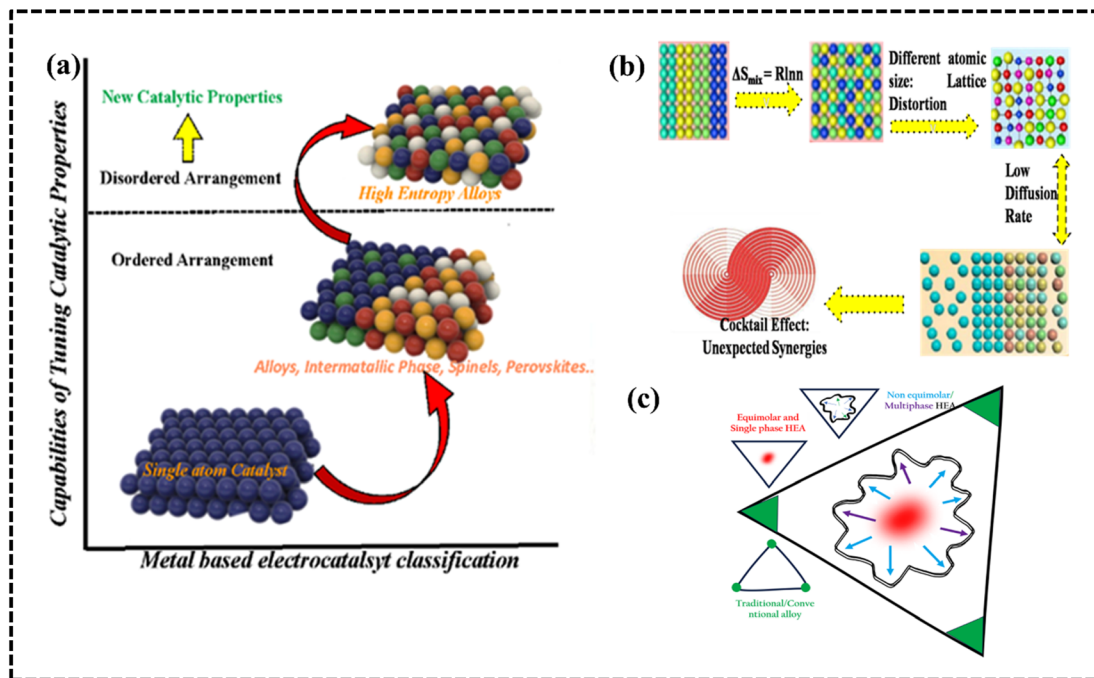 (a)
Capabilities of Tuning Catalytic Properties
New Catalytic Properties
Disordered Arrangement
High Entropy Alloys
Ordered Arrangement
Alloys, Intermatallic Phase, Spinels, Perovskites..
Single atom Catalyst
Metal based electrocatalsyt classification
(b)
ΔSmix= Rlnn
Different atomic
size: Lattice
Distortion
Low
Diffusion
Rate
Cocktail Effect:
Unexpected Synergies
(c)
Equimolar and
Single phase HEA
Non equimolar/
Multiphase HEA
Traditional/Conve
ntional alloy